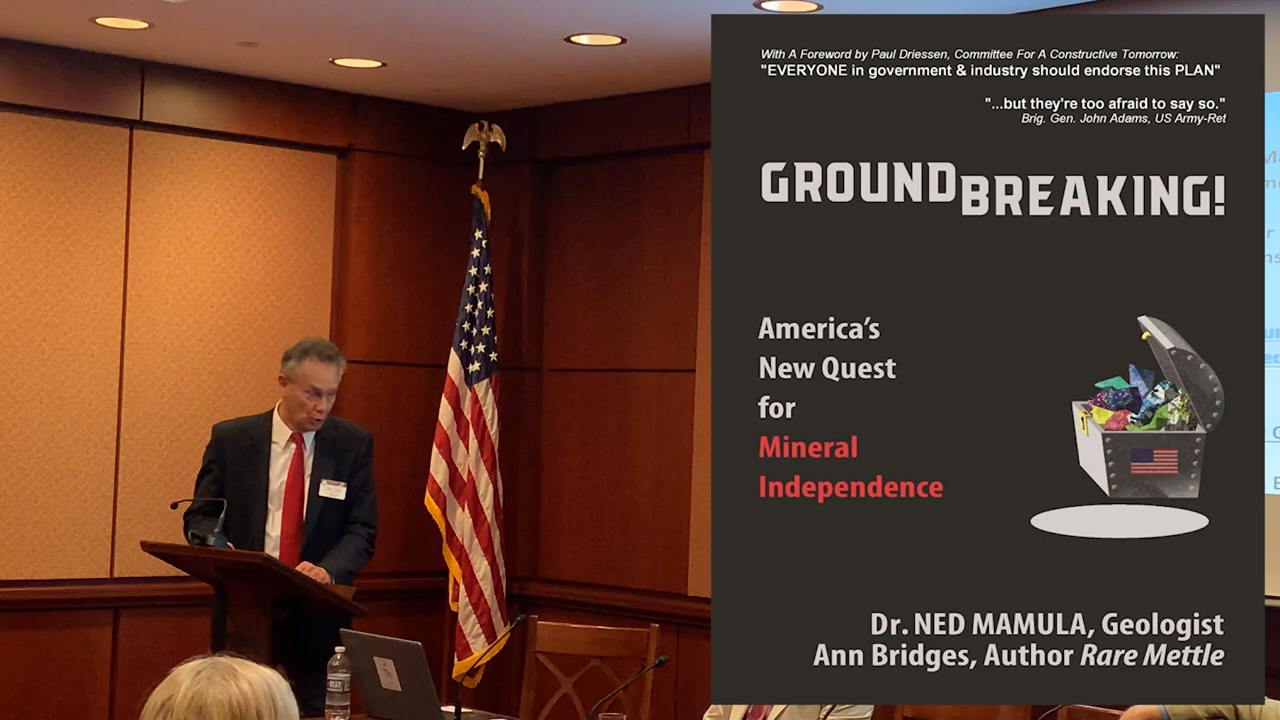 With A Foreword by Paul Driessen, Committee For A Constructive Tomorrow:
"EVERYONE in government & industry should endorse this PLAN"
"...but they're too afraid to say so."
Brig. Gen. John Adams, US Army-Ret
GROUNDBREAKING!
America's
New Quest
for
Mineral
Independence
Dr. NED MAMULA, Geologist
Ann Bridges, Author Rare Mettle